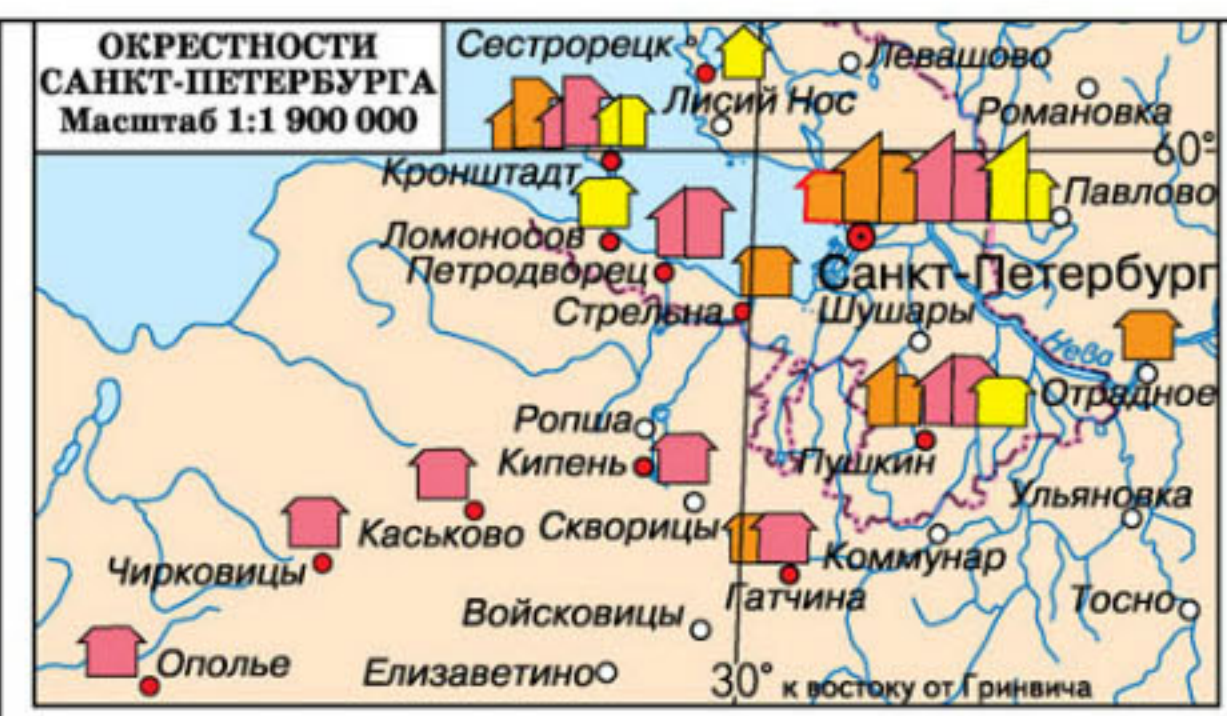 ОКРЕСТНОСТИ
САНКТ-ПЕТЕРБУРГА
Масштаб 1:1 900 000
Сестрорецк
Левашово
Лисий Нос
Романовка
60°
Кронштадт
Павлово
Ломоносов
Петродворец
Санкт-Петербург
Стрельна
Шушары
Нева
Отрадное
Ропша
Кипень
Пушкин
Ульяновка
Скворицы
Каськово
Коммунар
Чирковицы
Гатчина
Тосно
Войсковицы
Ополье
Елизаветино
30° к востоку от Гринвича